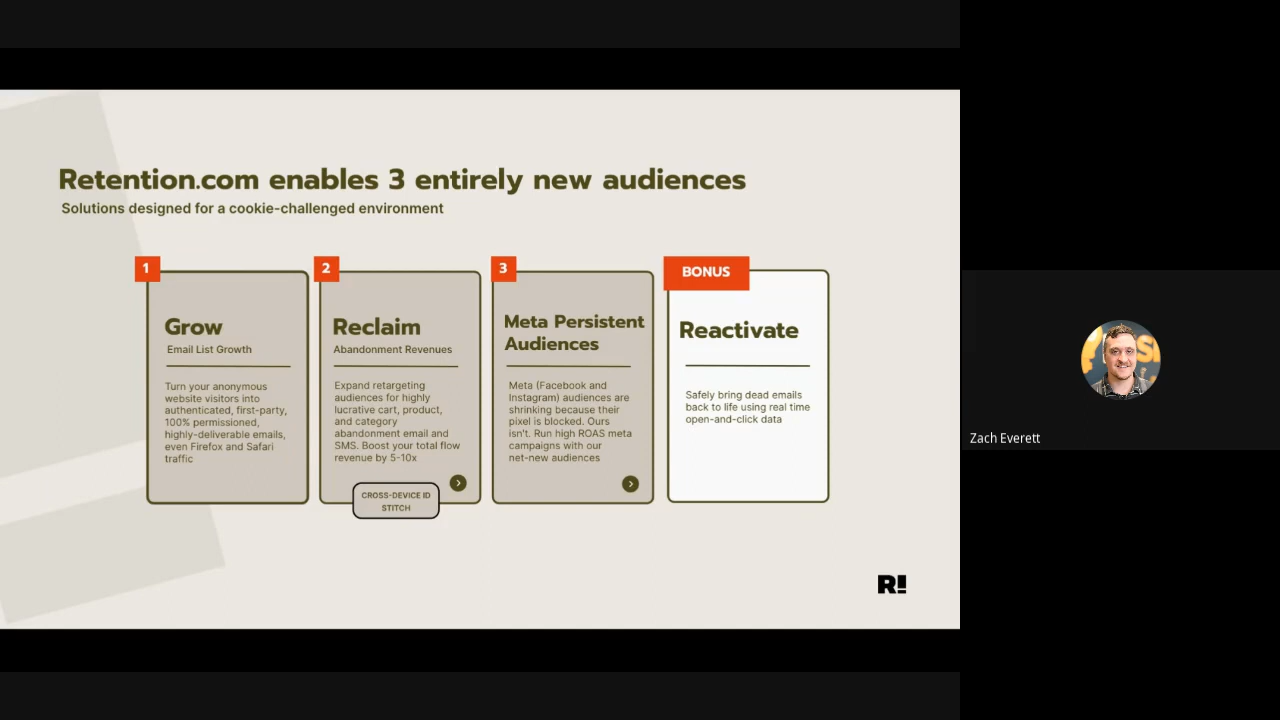 Retention.com enables 3 entirely new audiences
Solutions designed for a cookie-challenged environment
1
Grow
Email List Growth
Turn your anonymous
website visitors into
authenticated, first-party,
100% permissioned,
highly-deliverable emails,
even Firefox and Safari
traffic
2
Reclaim
Abandonment Revenues
Expand retargeting
audiences for highly
lucrative cart, product,
and category
abandonment email and
SMS. Boost your total flow
revenue by 5-10x
CROSS-DEVICE ID
STITCH
3
Meta Persistent
Audiences
Meta (Facebook and
Instagram) audiences are
shrinking because their
pixel is blocked. Ours
isn't. Run high ROAS meta
campaigns with our
net-new audiences
BONUS
Reactivate
Safely bring dead emails
back to life using real time
open-and-click data
R!
Zach Everett